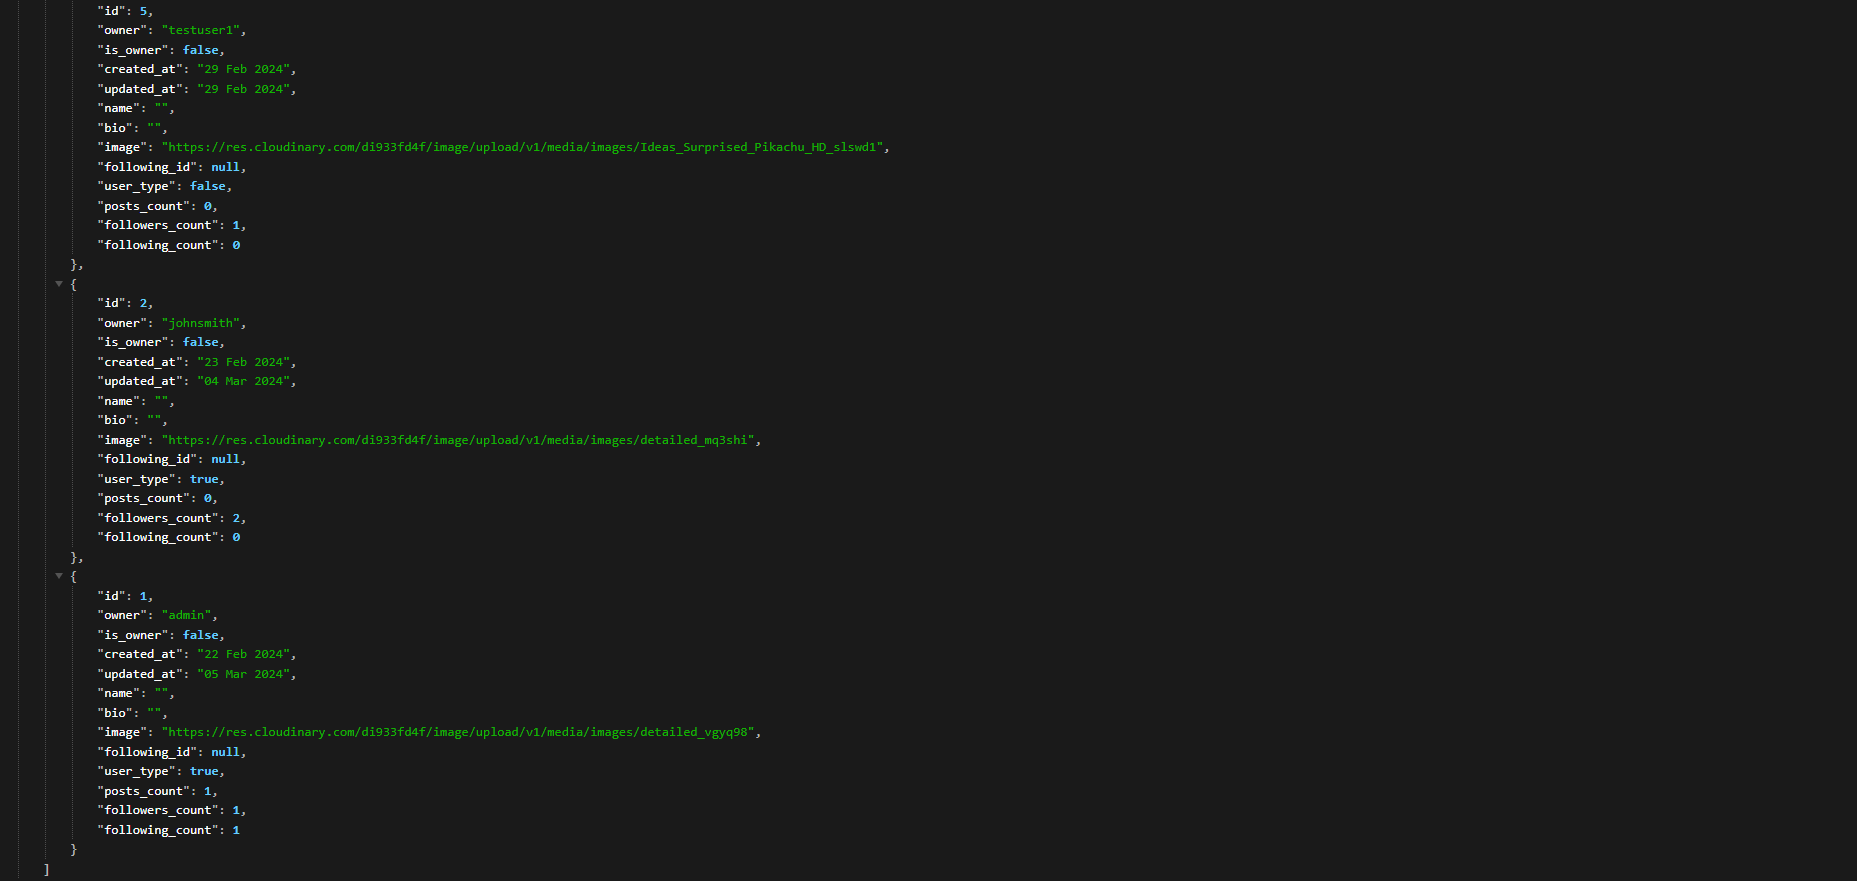 "id": 5,
"owner": "testuser1",
"is_owner": false,
"created_at": "29 Feb 2024",
"updated_at": "29 Feb 2024",
"name": "",
"bio": "",
"image": "https://res.cloudinary.com/di933fd4f/image/upload/v1/media/images/Ideas_Surprised_Pikachu_HD_slswd1",
"following_id": null,
"user_type": false,
"posts_count": 0,
"followers_count": 1,
"following_count": 0
},
{
"id": 2,
"owner": "johnsmith",
"is_owner": false,
"created_at": "23 Feb 2024",
"updated_at": "04 Mar 2024",
"name": "",
"bio": "",
"image": "https://res.cloudinary.com/di933fd4f/image/upload/v1/media/images/detailed_mq3shi",
"following_id": null,
"user_type": true,
"posts_count": 0,
"followers_count": 2,
"following_count": 0
},
{
"id": 1,
"owner": "admin",
"is_owner": false,
"created_at": "22 Feb 2024",
"updated_at": "05 Mar 2024",
"name": "",
"bio": "",
"image": "https://res.cloudinary.com/di933fd4f/image/upload/v1/media/images/detailed_vgyq98",
"following_id": null,
"user_type": true,
"posts_count": 1,
"followers_count": 1,
"following_count": 1
}
]